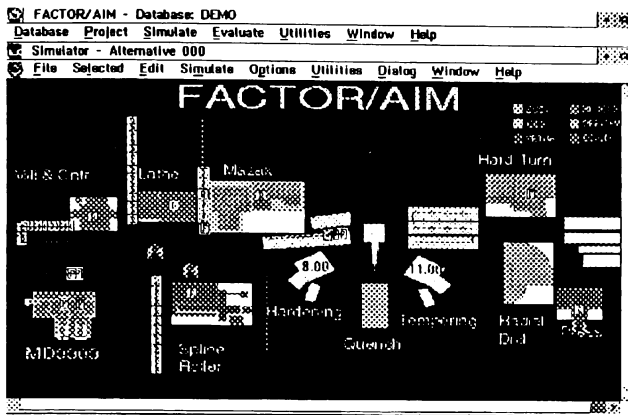 FACTOR/AIM - Database: DEMO
Database Project Simulate Evaluate Utilities Window Help
Simulator - Alternative 000
File Selected Edit Simulate Options Utilities Dialog Window Help
FACTOR/AIM
Hard Turn
Mill & Cntr Lathe Mazak
8.00 11.00
Hardening Tempering Radial
Drill Press
Quench
Spline
Roller